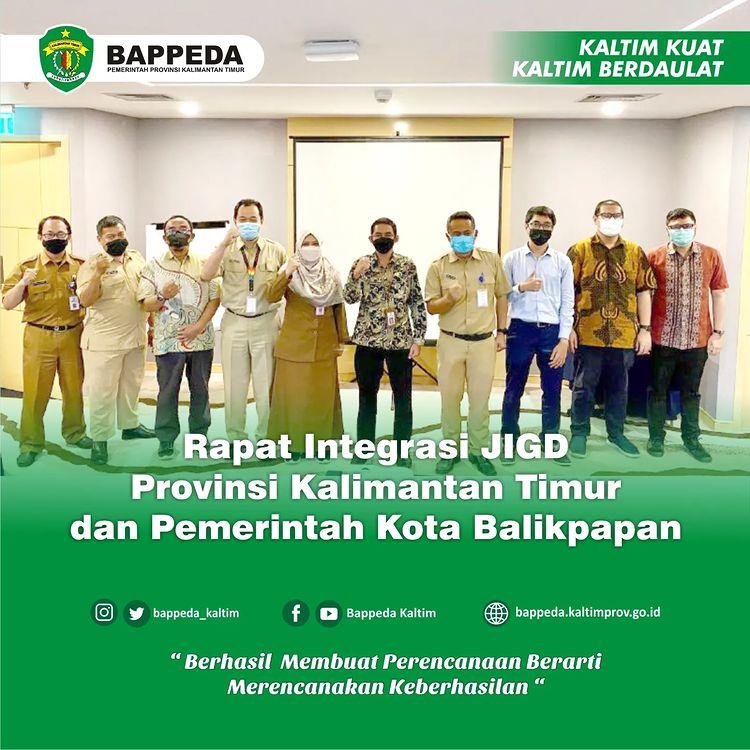 BAPPEDA
PEMERINTAH PROVINSI KALIMANTAN TIMUR
KALTIM KUAT
KALTIM BERDAULAT
Rapat Integrasi JIGD
Provinsi Kalimantan Timur
dan Pemerintah Kota Balikpapan
bappeda_kaltim
Bappeda Kaltim
bappeda.kaltimprov.go.id
“ Berhasil Membuat Perencanaan Berarti
Merencanakan Keberhasilan “